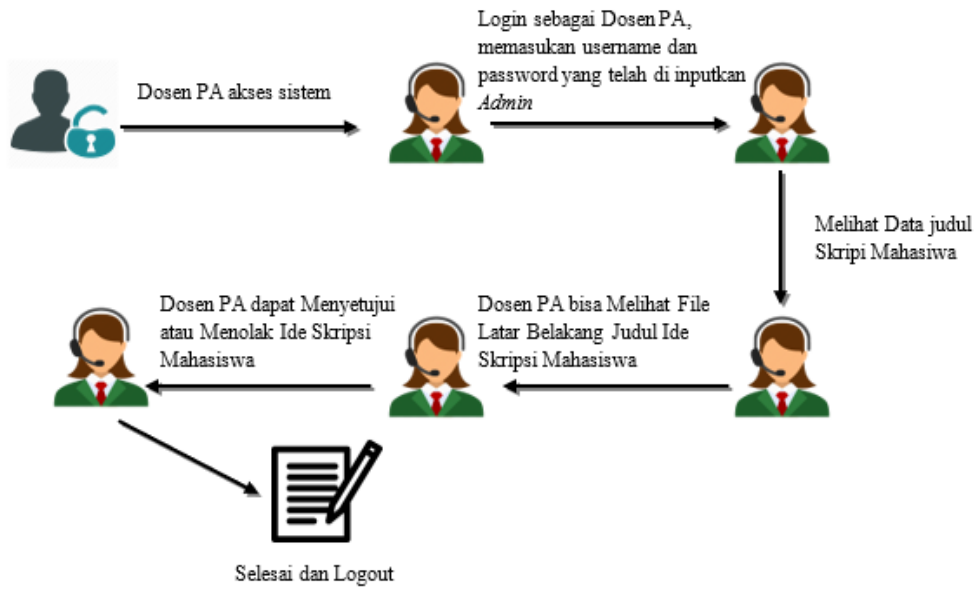 Dosen PA akses sistem
Login sebagai Dosen PA,
memasukan username dan
password yang telah di inputkan
Admin
Melihat Data judul
Skripi Mahasiwa
Dosen PA bisa Melihat File
Latar Belakang Judul Ide
Skripsi Mahasiswa
Dosen PA dapat Menyetujui
atau Menolak Ide Skripsi
Mahasiswa
Selesai dan Logout